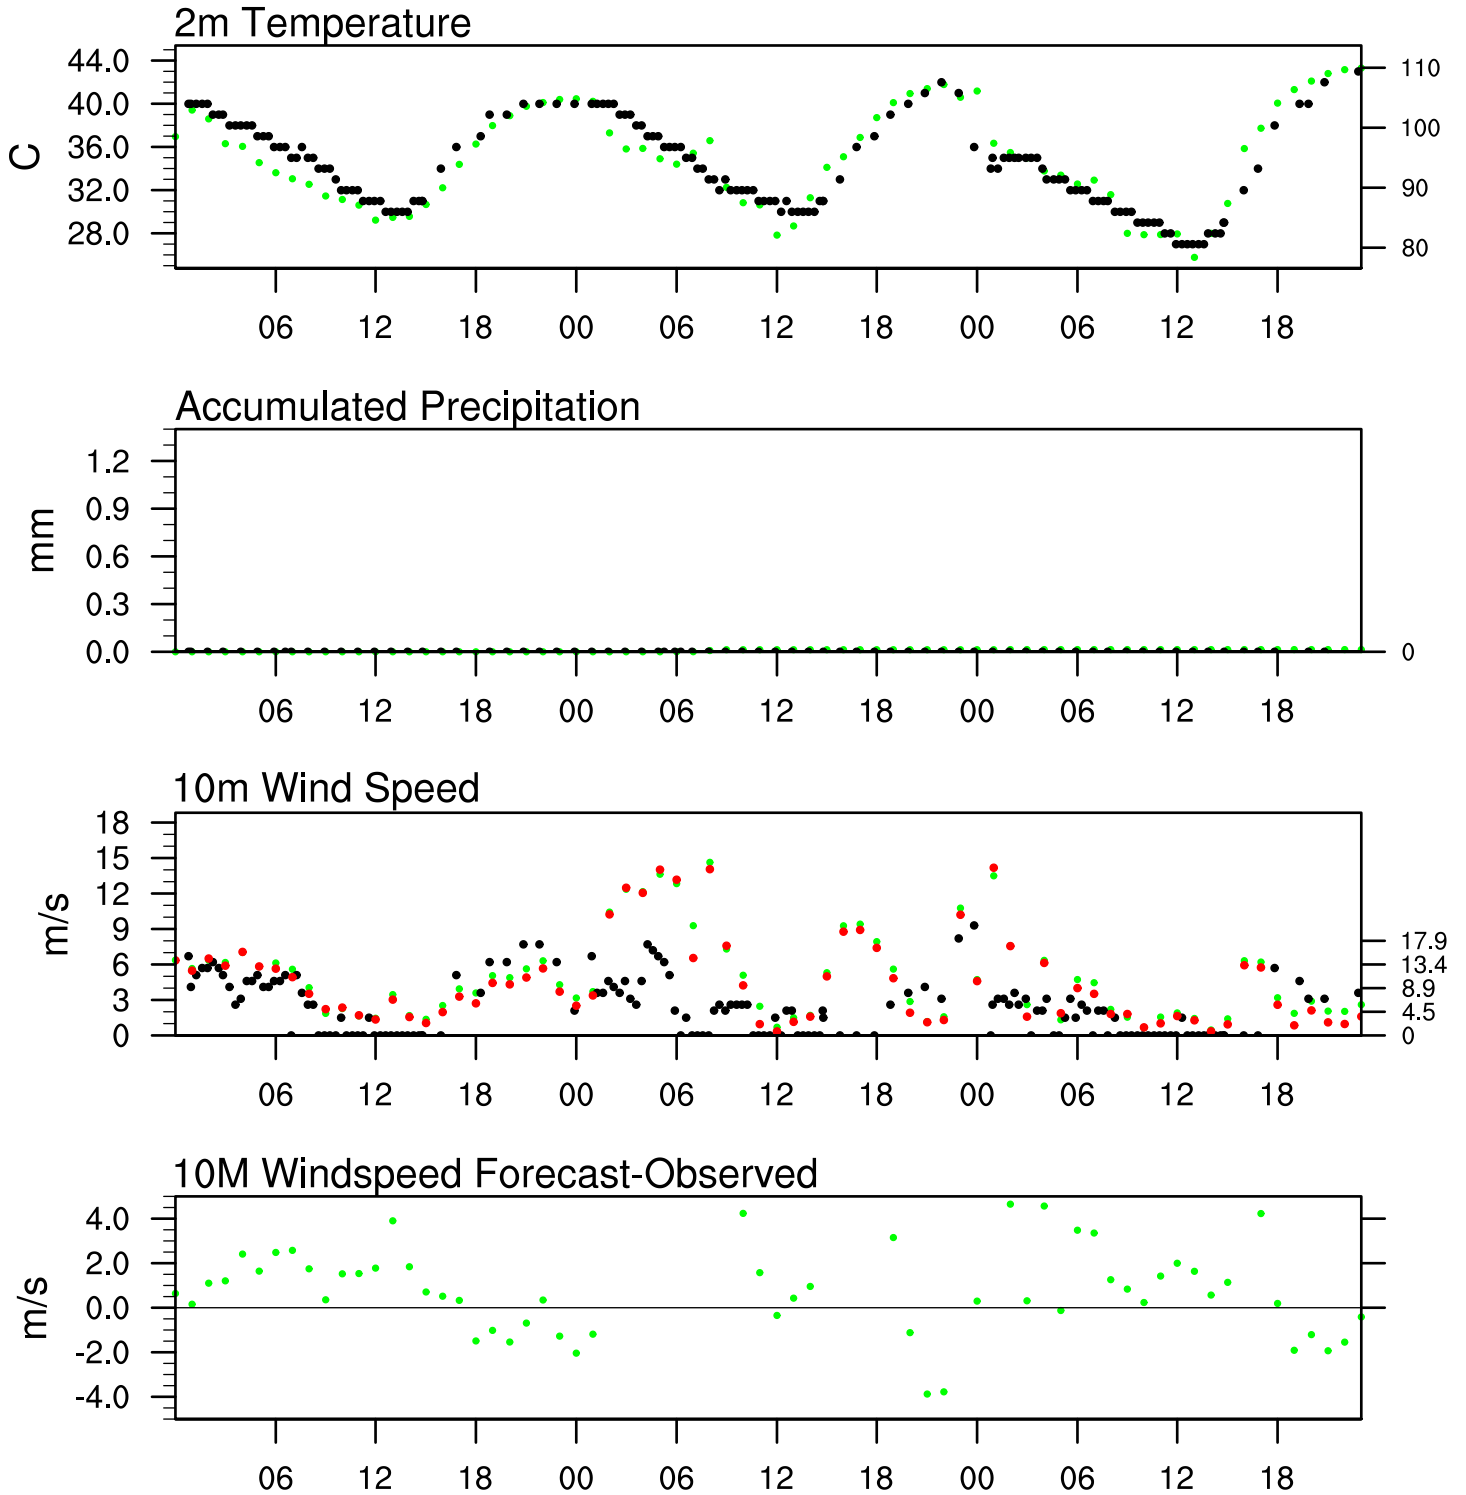 2m Temperature
44.0
40.0
36.0
32.0
28.0
C
110
100
90
80
06 12 18 00 06 12 18 00 06 12 18
Accumulated Precipitation
1.2
0.9
0.6
0.3
0.0
mm
0
06 12 18 00 06 12 18 00 06 12 18
10m Wind Speed
18
15
12
9
6
3
0
m/s
17.9
13.4
8.9
4.5
0
06 12 18 00 06 12 18 00 06 12 18
10M Windspeed Forecast-Observed
4.0
2.0
0.0
-2.0
-4.0
m/s
06 12 18 00 06 12 18 00 06 12 18